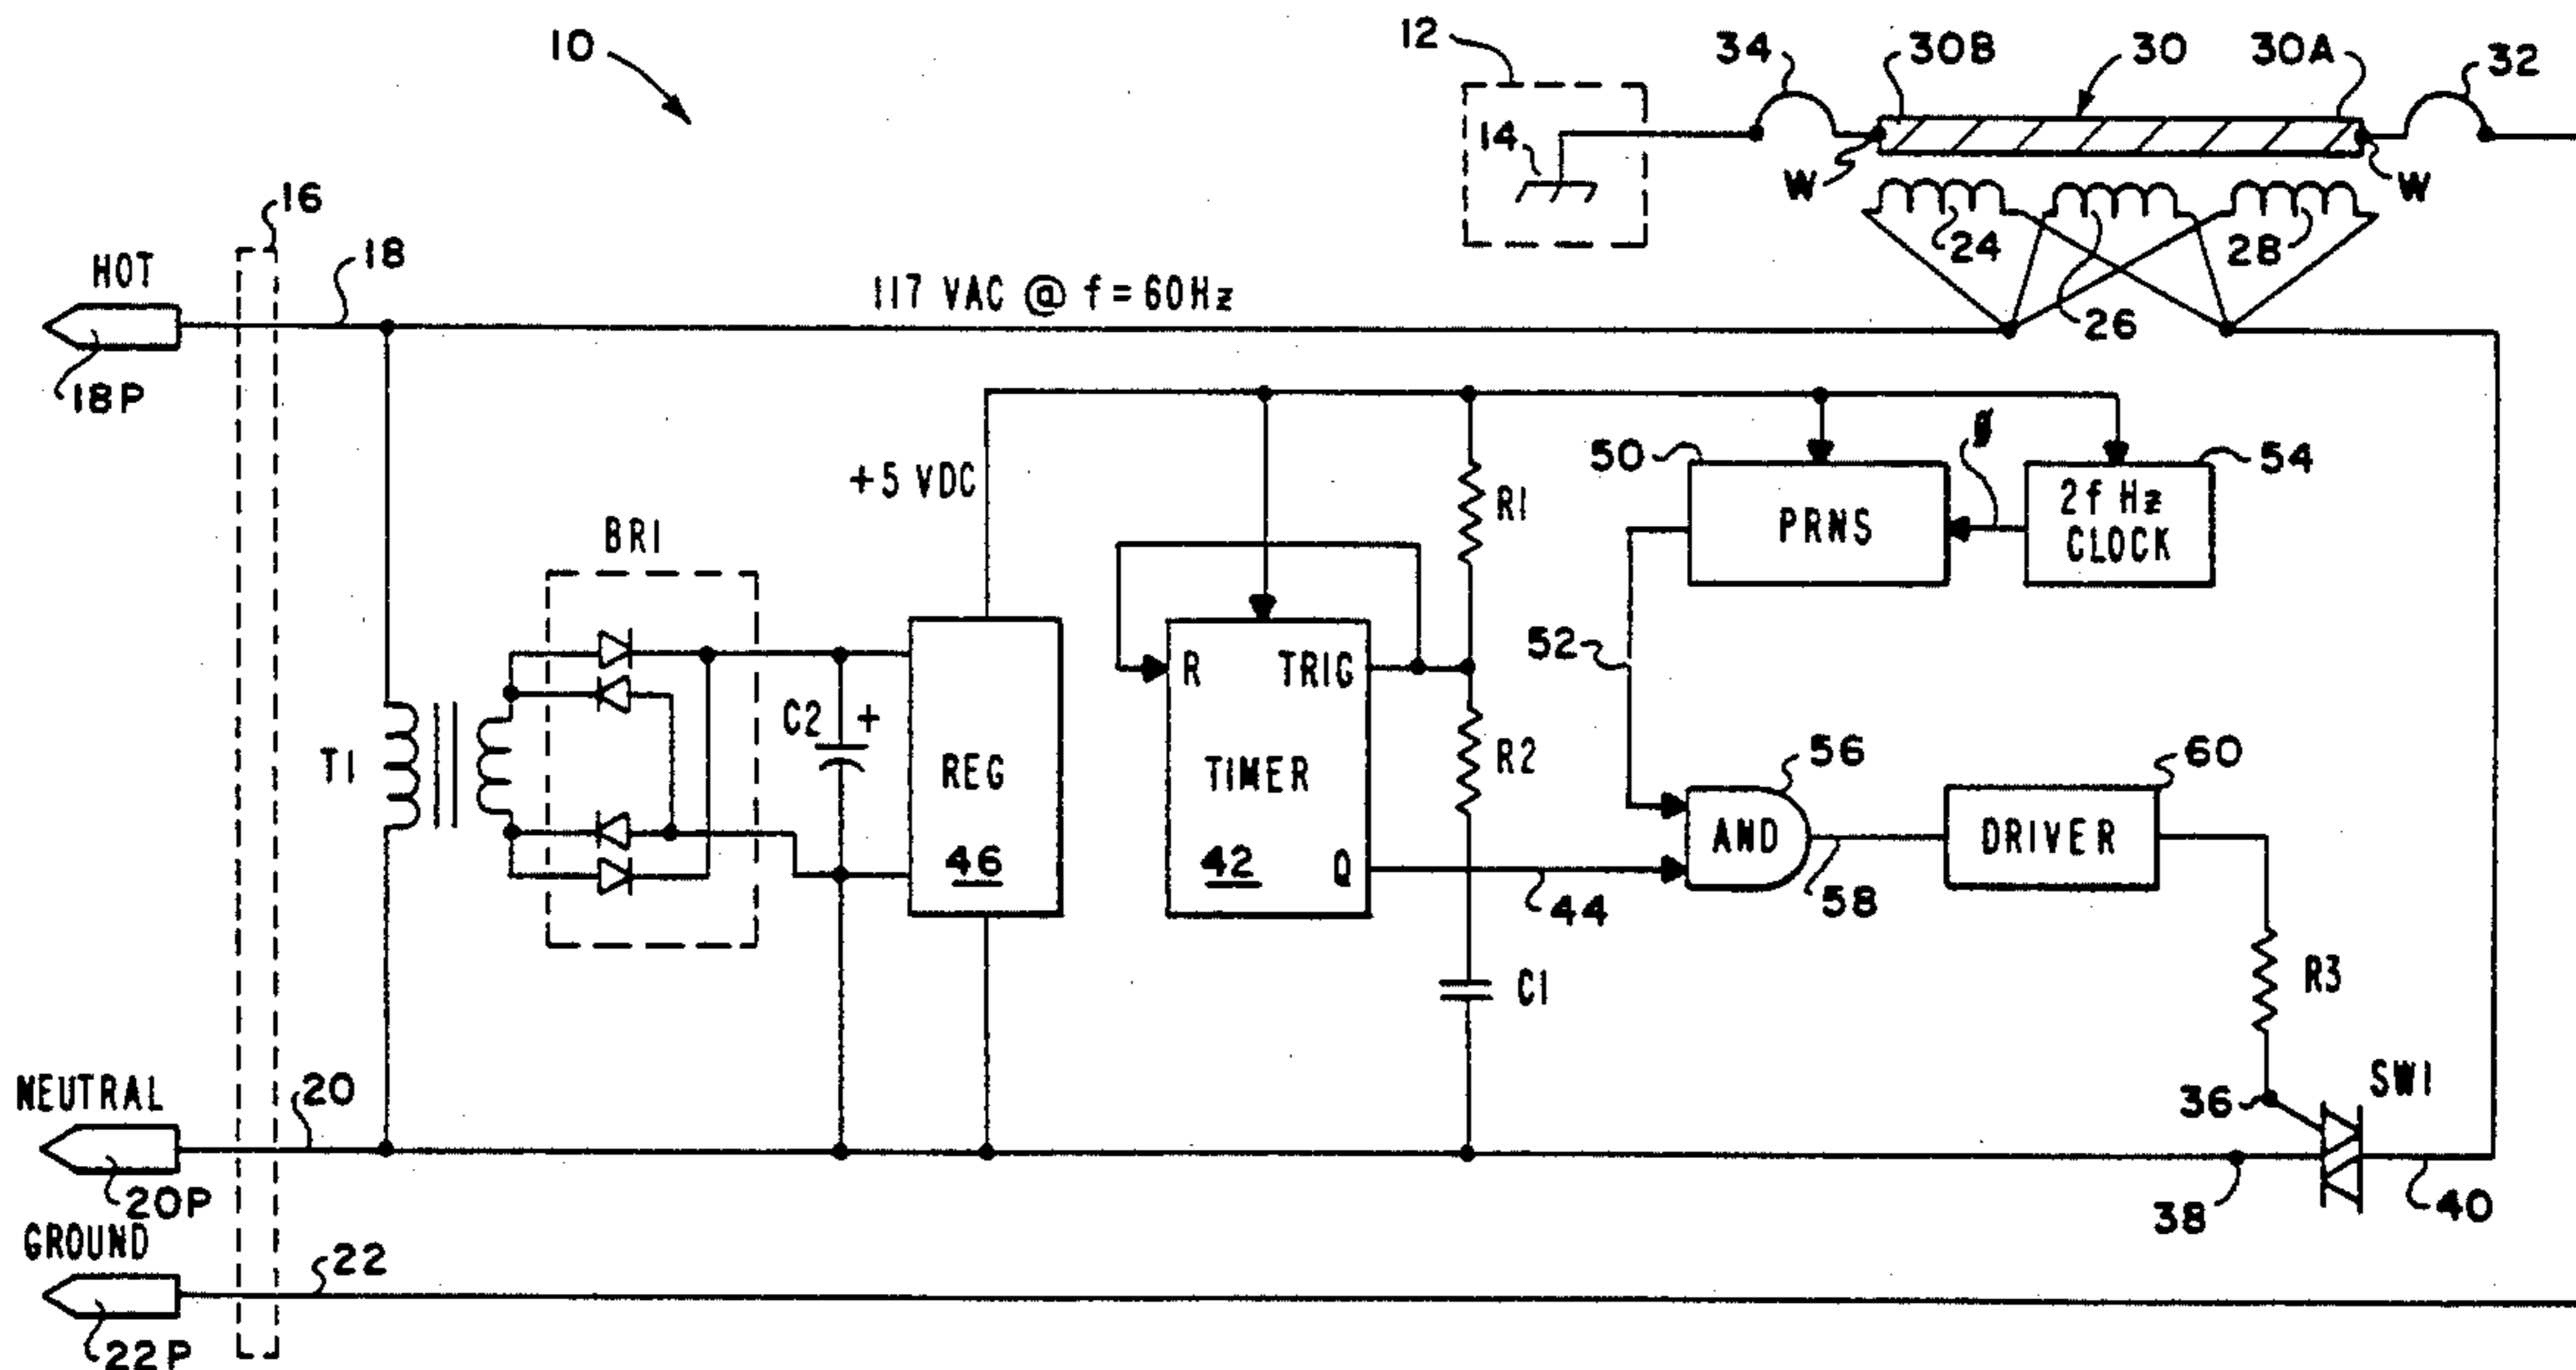 10
12
34
30B
30
30A
32
14
W
W
16
24
28
HOT
18
117 VAC @ f = 60Hz
26
18P
+5 VDC
R1
50
PRNS
2f Hz
CLOCK
54
BR1
52
R
TRIG
C2 +
T1
REG
46
TIMER
42
Q
R2
56
AND
60
DRIVER
44
58
C1
R3
SW1
36
NEUTRAL
20
20P
38
40
GROUND
22
22P